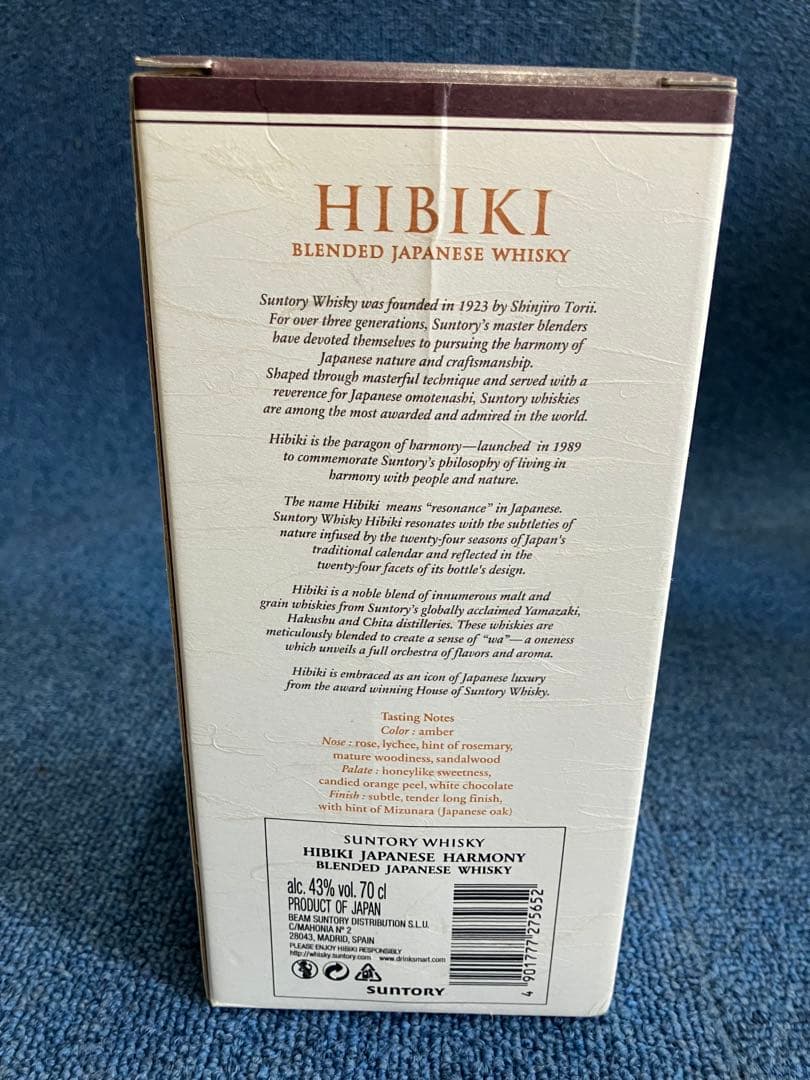 HIBIKI
BLENDED JAPANESE WHISKY
Suntory Whisky was founded in 1923 by Shinjiro Torii.
For over three generations, Suntory's master blenders
have devoted themselves to pursuing the harmony of
Japanese nature and craftsmanship.
Shaped through masterful technique and served with a
reverence for Japanese omotenashi, Suntory whiskies
are among the most awarded and admired in the world.
Hibiki is the paragon of harmony—launched in 1989
to commemorate Suntory's philosophy of living in
harmony with people and nature.
The name Hibiki means "resonance" in Japanese.
Suntory Whisky Hibiki resonates with the subtleties of
nature infused by the twenty-four seasons of Japan's
traditional calendar and reflected in the
twenty-four facets of its bottle's design.
Hibiki is a noble blend of innumerous malt and
grain whiskies from Suntory's globally acclaimed Yamazaki,
Hakushu and Chita distilleries. These whiskies are
meticulously blended to create a sense of "wa"—a oneness
which unveils a full orchestra of flavors and aroma.
Hibiki is embraced as an icon of Japanese luxury
from the award winning House of Suntory Whisky.
Tasting Notes
Color : amber
Nose : rose, lychee, hint of rosemary,
mature woodiness, sandalwood
Palate : honeylike sweetness,
candied orange peel, white chocolate
Finish : subtle, tender long finish,
with hint of Mizunara (Japanese oak)
SUNTORY WHISKY
HIBIKI JAPANESE HARMONY
BLENDED JAPANESE WHISKY
alc. 43% vol. 70 cl
PRODUCT OF JAPAN
BEAM SUNTORY DISTRIBUTION S.L.U.
C/MAHONIA Nº 2
28043, MADRID, SPAIN
PLEASE ENJOY HIBIKI RESPONSIBLY
http://whisky.suntory.com www.drinksmart.com
SUNTORY
4 901777 275652